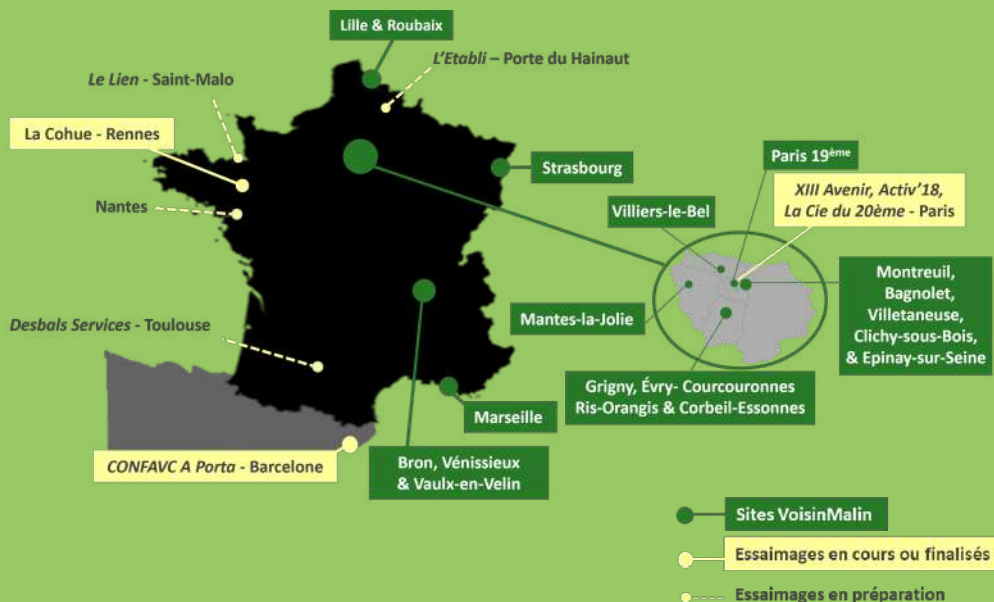 Lille & Roubaix
L'Etabli – Porte du Hainaut
Le Lien - Saint-Malo
La Cohue - Rennes
Nantes
Strasbourg
Paris 19ème
XIII Avenir, Activ'18,
La Cie du 20ème - Paris
Villiers-le-Bel
Montreuil,
Bagnolet,
Villetaneuse,
Clichy-sous-Bois,
& Epinay-sur-Seine
Mantes-la-Jolie
Desbals Services - Toulouse
Grigny, Évry- Courcouronnes
Ris-Orangis & Corbeil-Essonnes
Marseille
CONFAVC A Porta - Barcelone
Bron, Vénissieux
& Vaulx-en-Velin
Sites VoisinMalin
Essaimages en cours ou finalisés
Essaimages en préparation